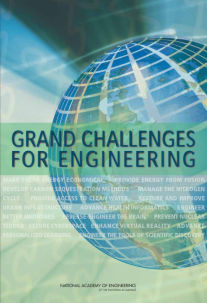 GRAND CHALLENGES
FOR ENGINEERING
MAKE SOLAR ENERGY ECONOMICAL PROVIDE ENERGY FROM FUSION
DEVELOP CARBON SEQUESTRATION METHODS MANAGE THE NITROGEN
CYCLE PROVIDE ACCESS TO CLEAN WATER RESTORE AND IMPROVE
URBAN INFRASTRUCTURE ADVANCE HEALTH INFORMATICS ENGINEER
BETTER MEDICINES REVERSE-ENGINEER THE BRAIN PREVENT NUCLEAR
TERROR SECURE CYBERSPACE ENHANCE VIRTUAL REALITY ADVANCE
PERSONALIZED LEARNING ENGINEER THE TOOLS OF SCIENTIFIC DISCOVERY
NATIONAL ACADEMY OF ENGINEERING